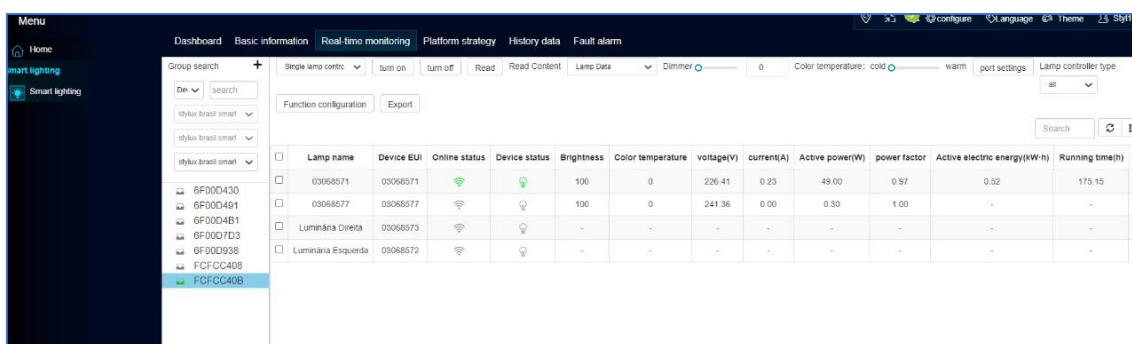 Menu
configure Language Theme Styl1
Home
Dashboard Basic information Real-time monitoring Platform strategy History data Fault alarm
mart lighting
Smart lighting
Group search +
Dev search
stylux brasil smart
stylux brasil smart
stylux brasil smart
6F00D430
6F00D491
6F00D4B1
6F00D7D3
6F00D938
FCFCC408
FCFCC40B
Single lamp contrc turn on turn off Read Read Content Lamp Data Dimmer 0 Color temperature: cold warm port settings Lamp controller type
all
Function configuration Export
Search
Lamp name Device EUI Online status Device status Brightness Color temperature voltage(V) current(A) Active power(W) power factor Active electric energy(kW·h) Running time(h)
03068571 03068571 100 0 226.41 0.23 49.00 0.97 0.52 175.15
03068577 03068577 100 0 241.36 0.00 0.30 1.00 - -
Luminária Direita 03068573 - - - - - - - -
Luminária Esquerda 03068572 - - - - - - - -